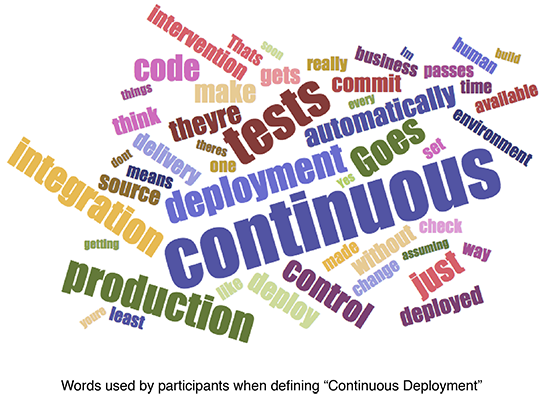 intervention
Thats
soon
really
business
Im
human
build
code
things
gets
make
commit
passes
time
available
think
theyre
tests
every
automatically
environment
dont
delivery
theres
one
means
source
deployment
Yes
Goes
set
integration
continuous
getting
made
without
check
assuming
way
change
production
like
deploy
control
just
deployed
youre
least
Words used by participants when defining “Continuous Deployment”